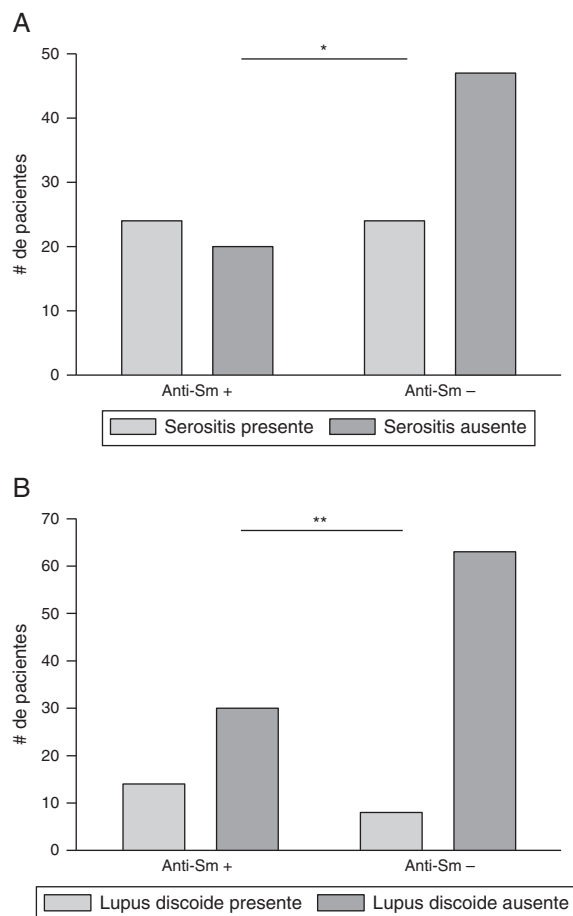 A
*
50
40
30
20
10
0
# de pacientes
Anti-Sm + Anti-Sm –
Serositis presente Serositis ausente
B
**
70
60
50
40
30
20
10
0
# de pacientes
Anti-Sm + Anti-Sm –
Lupus discoide presente Lupus discoide ausente